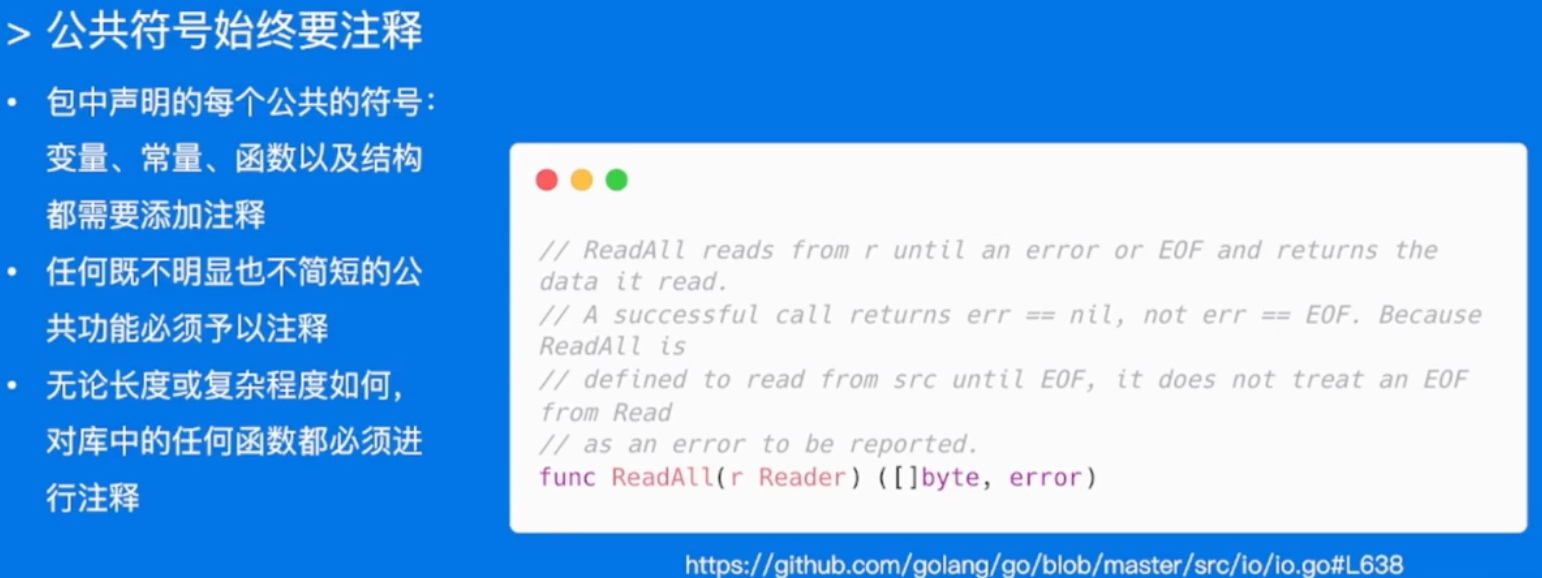 > 公共符号始终要注释
• 包中声明的每个公共的符号：
变量、常量、函数以及结构
都需要添加注释
• 任何既不明显也不简短的公
共功能必须予以注释
• 无论长度或复杂程度如何，
对库中的任何函数都必须进
行注释
// ReadAll reads from r until an error or EOF and returns the
data it read.
// A successful call returns err == nil, not err == EOF. Because
ReadAll is
// defined to read from src until EOF, it does not treat an EOF
from Read
// as an error to be reported.
func ReadAll(r Reader) ([]byte, error)
https://github.com/golang/go/blob/master/src/io/io.go#L638